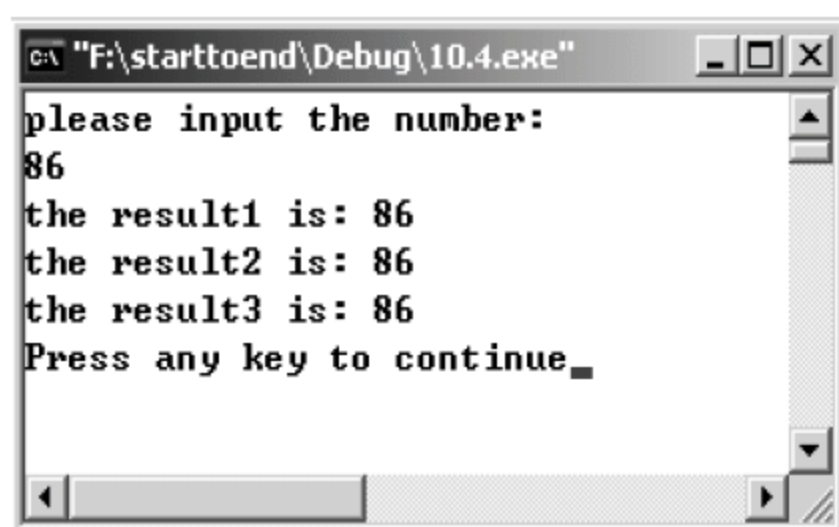 "F:\starttoend\Debug\10.4.exe"
please input the number:
86
the result1 is: 86
the result2 is: 86
the result3 is: 86
Press any key to continue_